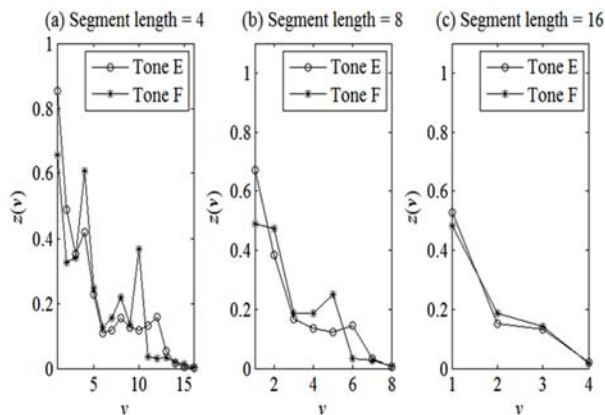 (a) Segment length = 4
(b) Segment length = 8
(c) Segment length = 16
1
0.8
0.6
0.4
0.2
0
z(v)
Tone E
Tone F
5 10 15
v
1
0.8
0.6
0.4
0.2
0
z(v)
Tone E
Tone F
2 4 6 8
v
1
0.8
0.6
0.4
0.2
0
z(v)
Tone E
Tone F
1 2 3 4
v